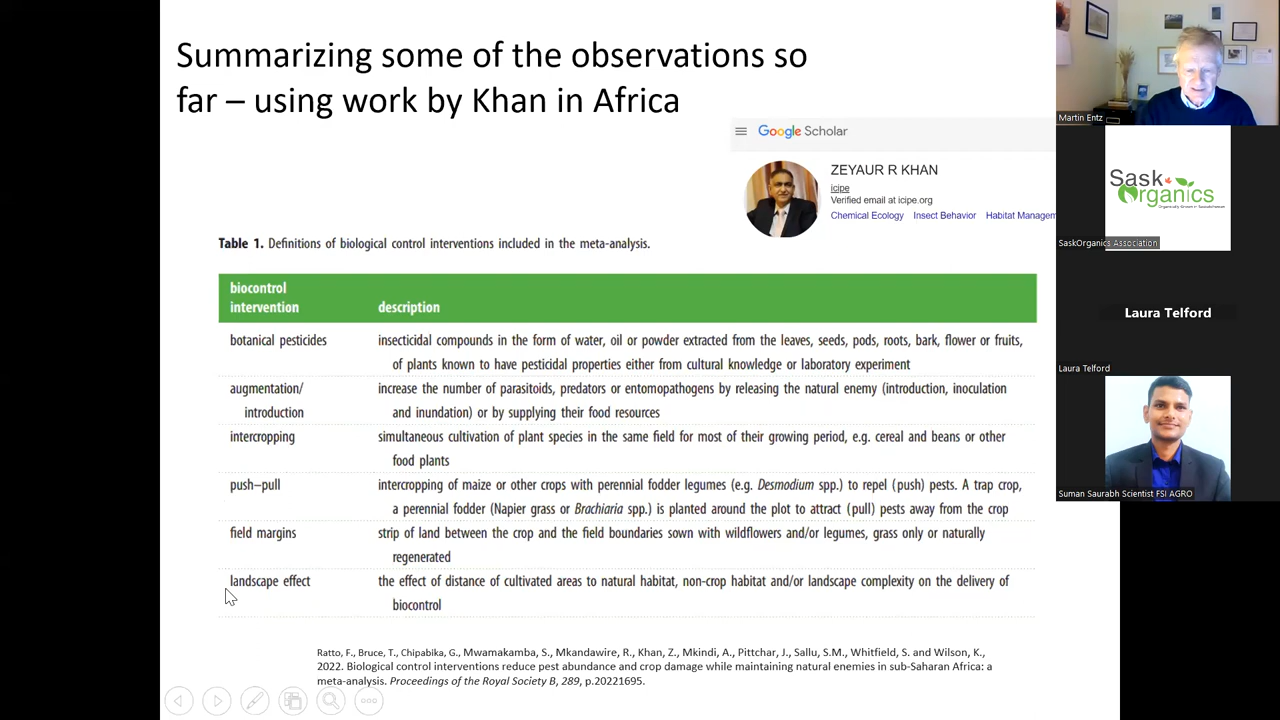 Summarizing some of the observations so
far – using work by Khan in Africa
Google Scholar
ZEYAUR R KHAN
icipe
Verified email at icipe.org
Chemical Ecology Insect Behavior Habitat Managem
Table 1. Definitions of biological control interventions included in the meta-analysis.
biocontrol
intervention
description
botanical pesticides
insecticidal compounds in the form of water, oil or powder extracted from the leaves, seeds, pods, roots, bark, flower or fruits,
of plants known to have pesticidal properties either from cultural knowledge or laboratory experiment
augmentation/
introduction
increase the number of parasitoids, predators or entomopathogens by releasing the natural enemy (introduction, inoculation
and inundation) or by supplying their food resources
intercropping
simultaneous cultivation of plant species in the same field for most of their growing period, e.g. cereal and beans or other
food plants
push–pull
intercropping of maize or other crops with perennial fodder legumes (e.g. Desmodium spp.) to repel (push) pests. A trap crop,
a perennial fodder (Napier grass or Brachiaria spp.) is planted around the plot to attract (pull) pests away from the crop
field margins
strip of land between the crop and the field boundaries sown with wildflowers and/or legumes, grass only or naturally
regenerated
landscape effect
the effect of distance of cultivated areas to natural habitat, non-crop habitat and/or landscape complexity on the delivery of
biocontrol
Ratto, F., Bruce, T., Chipabika, G., Mwamakamba, S., Mkandawire, R., Khan, Z., Mkindi, A., Pittchar, J., Sallu, S.M., Whitfield, S. and Wilson, K.,
2022. Biological control interventions reduce pest abundance and crop damage while maintaining natural enemies in sub-Saharan Africa: a
meta-analysis. Proceedings of the Royal Society B, 289, p.20221695.
Martin Entz
Sask
Organics
SaskOrganics Association
Laura Telford
Laura Telford
Suman Saurabh Scientist FSI AGRO